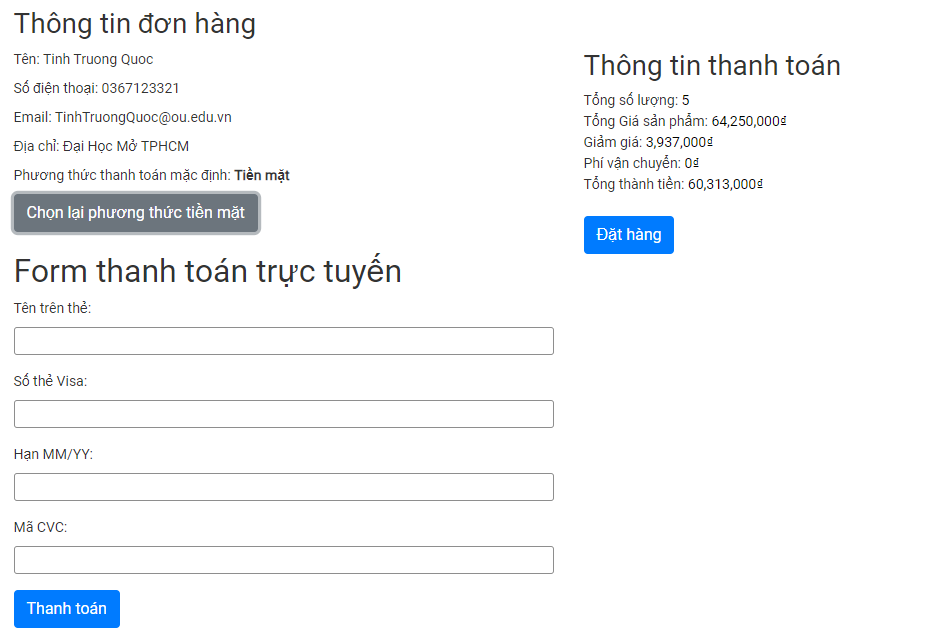 Thông tin đơn hàng
Tên: Tinh Truong Quoc
Số điện thoại: 0367123321
Email: TinhTruongQuoc@ou.edu.vn
Địa chỉ: Đại Học Mở TPHCM
Phương thức thanh toán mặc định: Tiền mặt
Chọn lại phương thức tiền mặt
Thông tin thanh toán
Tổng số lượng: 5
Tổng Giá sản phẩm: 64,250,000₫
Giảm giá: 3,937,000₫
Phí vận chuyển: 0₫
Tổng thành tiền: 60,313,000₫
Đặt hàng
Form thanh toán trực tuyến
Tên trên thẻ:
Số thẻ Visa:
Hạn MM/YY:
Mã CVC:
Thanh toán